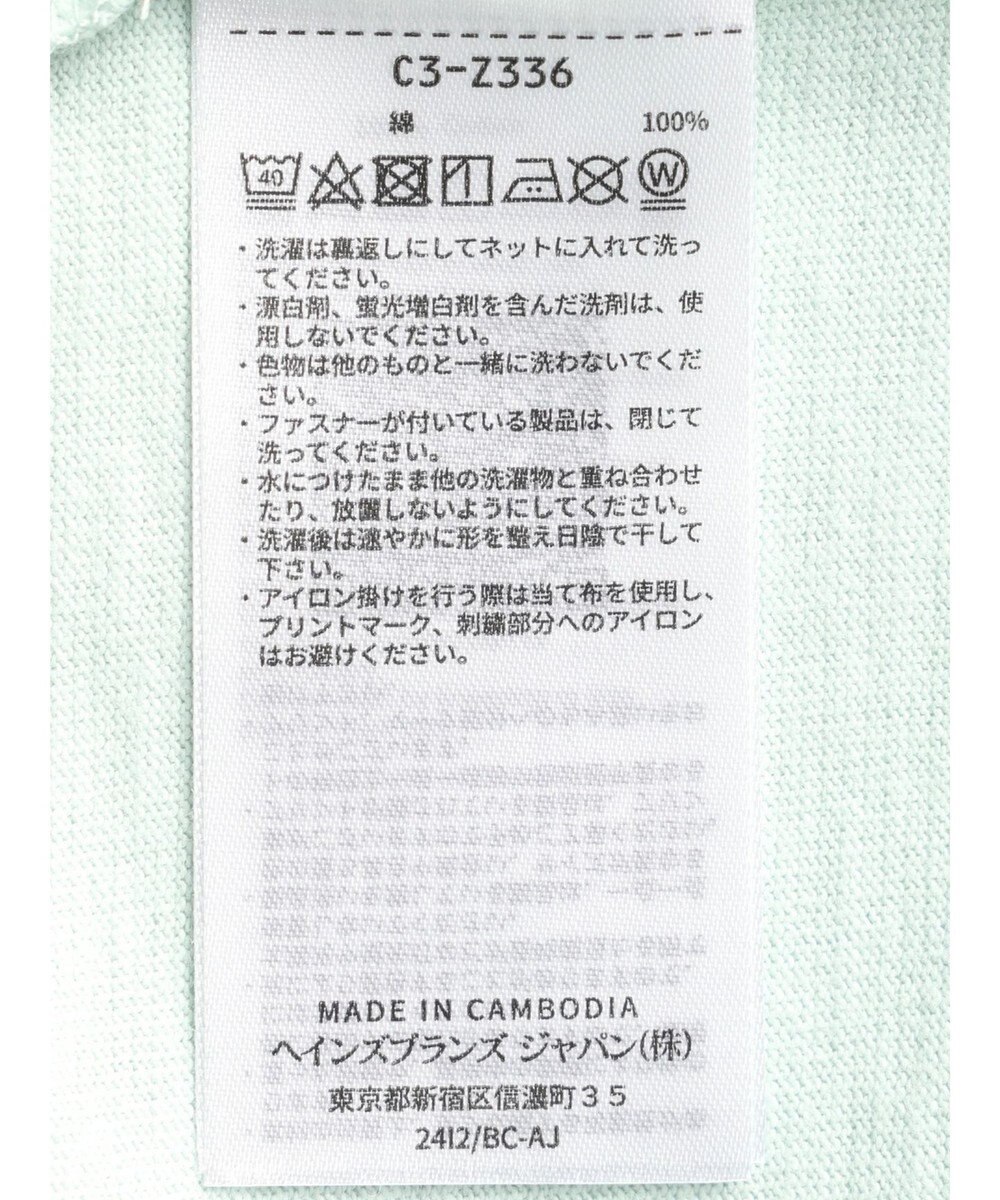 C3-Z336
綿 100%
40 W
・洗濯は裏返しにしてネットに入れて洗っ
てください。
・漂白剤、蛍光増白剤を含んだ洗剤は、使
用しないでください。
・色物は他のものと一緒に洗わないでくだ
さい。
・ファスナーが付いている製品は、閉じて
洗ってください。
・水につけたまま他の洗濯物と重ね合わせ
たり、放置しないようにしてください。
・洗濯後は速やかに形を整え日陰で干して
下さい。
・アイロン掛けを行う際は当て布を使用し、
プリントマーク、刺繍部分へのアイロン
はお避けください。
MADE IN CAMBODIA
ヘインズブランズ ジャパン(株)
東京都新宿区信濃町35
2412/BC-AJ